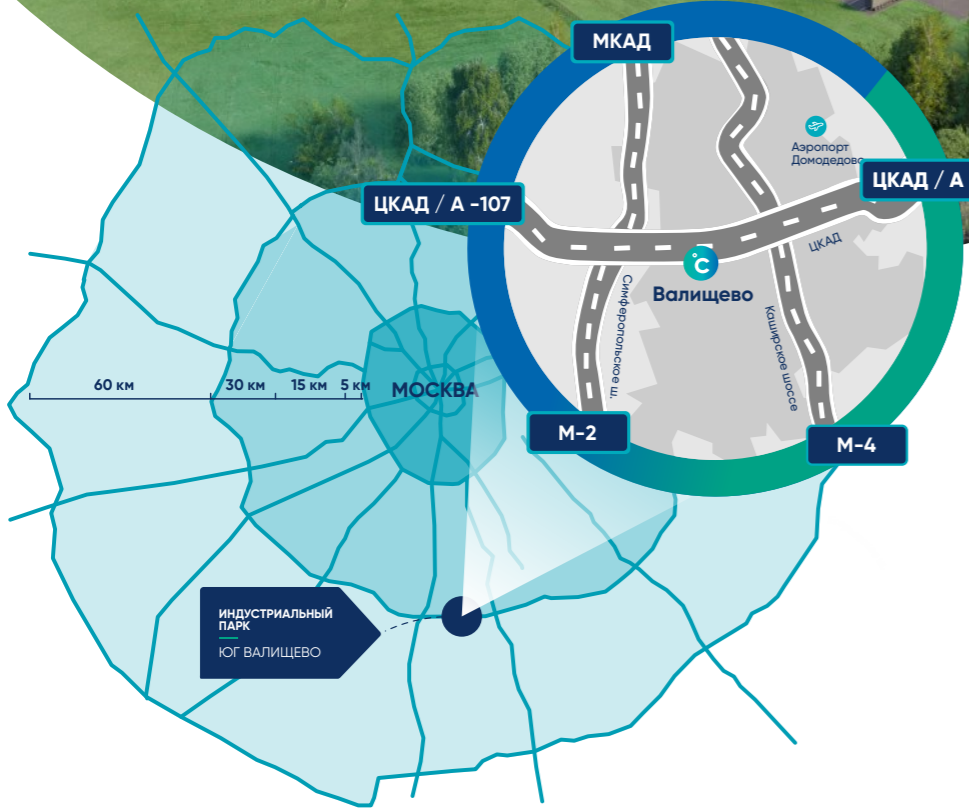 МКАД
Аэропорт
Домодедово
ЦКАД / А -107
ЦКАД / А
ЦКАД
°C
Валищево
Симферопольское ш.
Каширское шоссе
60 км
30 км
15 км
5 км
МОСКВА
М-2
М-4
ИНДУСТРИАЛЬНЫЙ
ПАРК
ЮГ ВАЛИЩЕВО